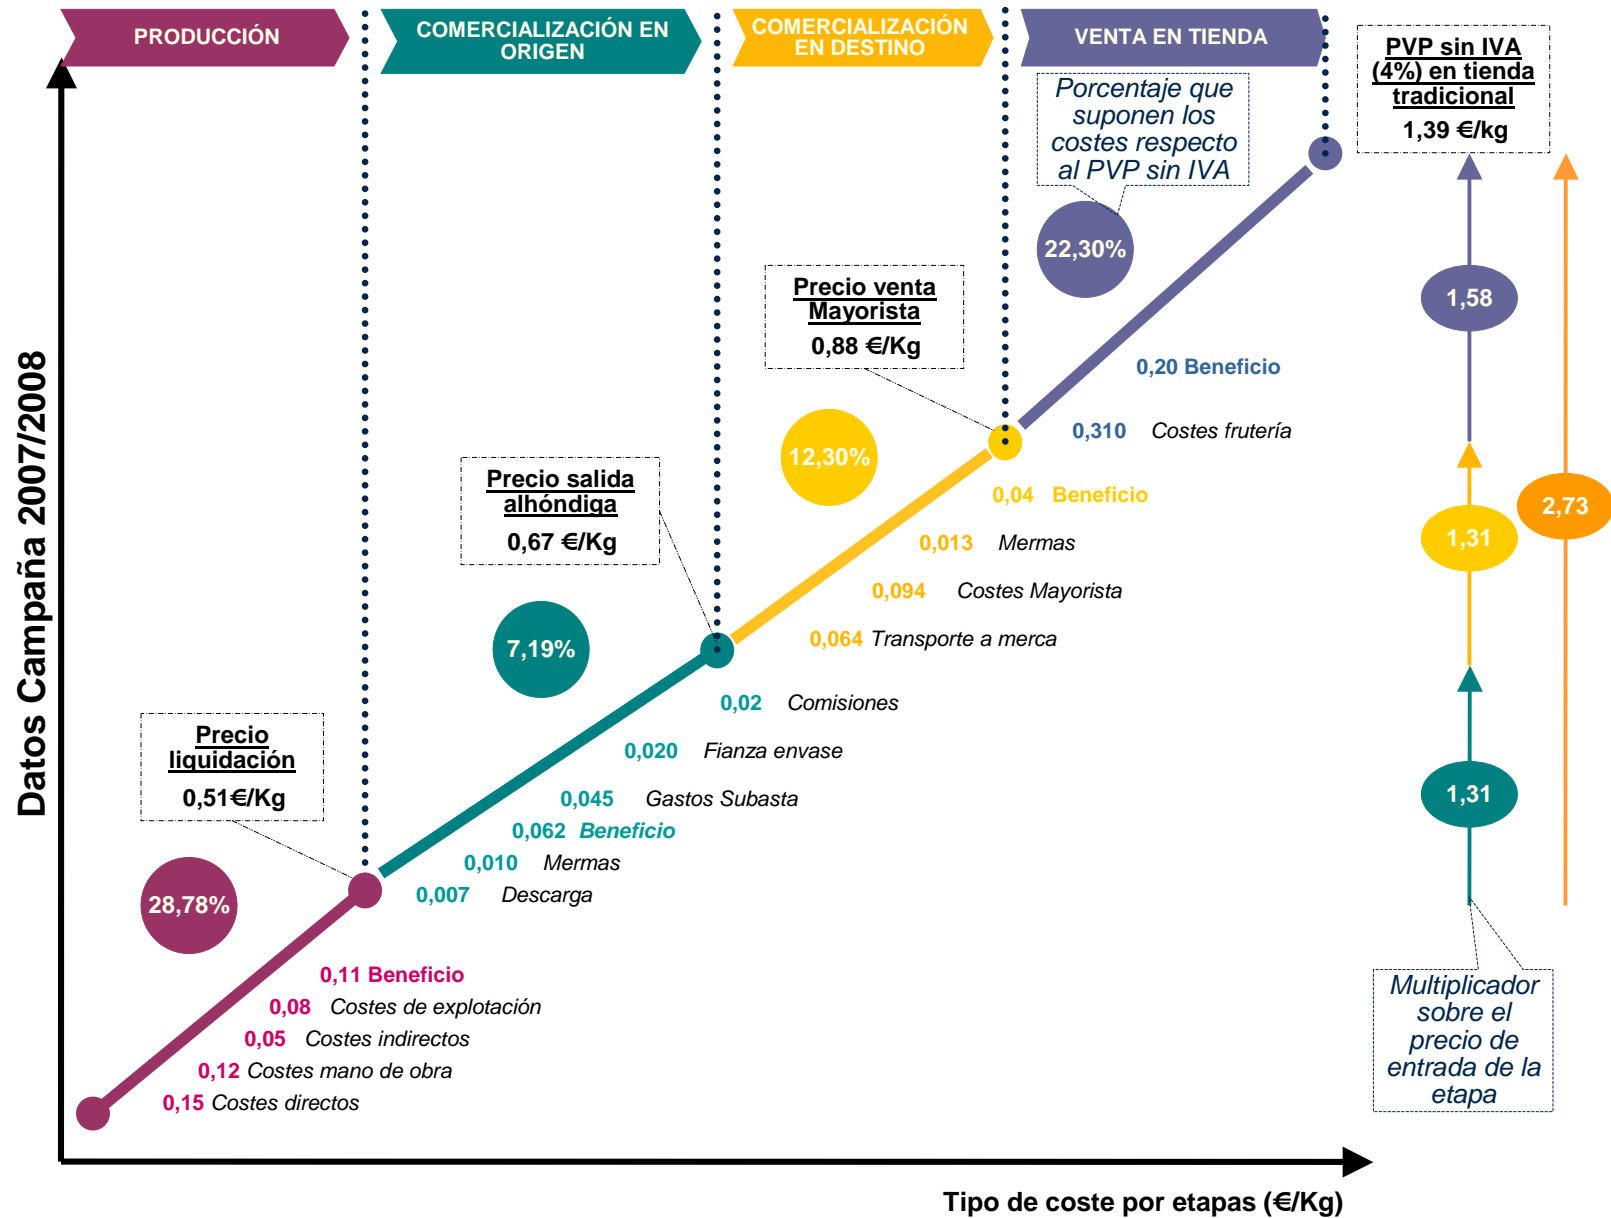 PRODUCCIÓN
COMERCIALIZACIÓN EN
ORIGEN
COMERCIALIZACIÓN
EN DESTINO
VENTA EN TIENDA
PVP sin IVA
(4%) en tienda
tradicional
1,39 €/kg
Porcentaje que
suponen los
costes respecto
al PVP sin IVA
22,30%
1,58
Precio venta
Mayorista
0,88 €/Kg
0,20 Beneficio
0,310 Costes frutería
12,30%
Precio salida
alhóndiga
0,67 €/Kg
0,04 Beneficio
0,013 Mermas
0,094 Costes Mayorista
0,064 Transporte a merca
1,31
2,73
7,19%
0,02 Comisiones
0,020 Fianza envase
0,045 Gastos Subasta
0,062 Beneficio
0,010 Mermas
0,007 Descarga
1,31
Precio
liquidación
0,51€/Kg
28,78%
0,11 Beneficio
0,08 Costes de explotación
0,05 Costes indirectos
0,12 Costes mano de obra
0,15 Costes directos
Multiplicador
sobre el
precio de
entrada de la
etapa
Datos Campaña 2007/2008
Tipo de coste por etapas (€/Kg)